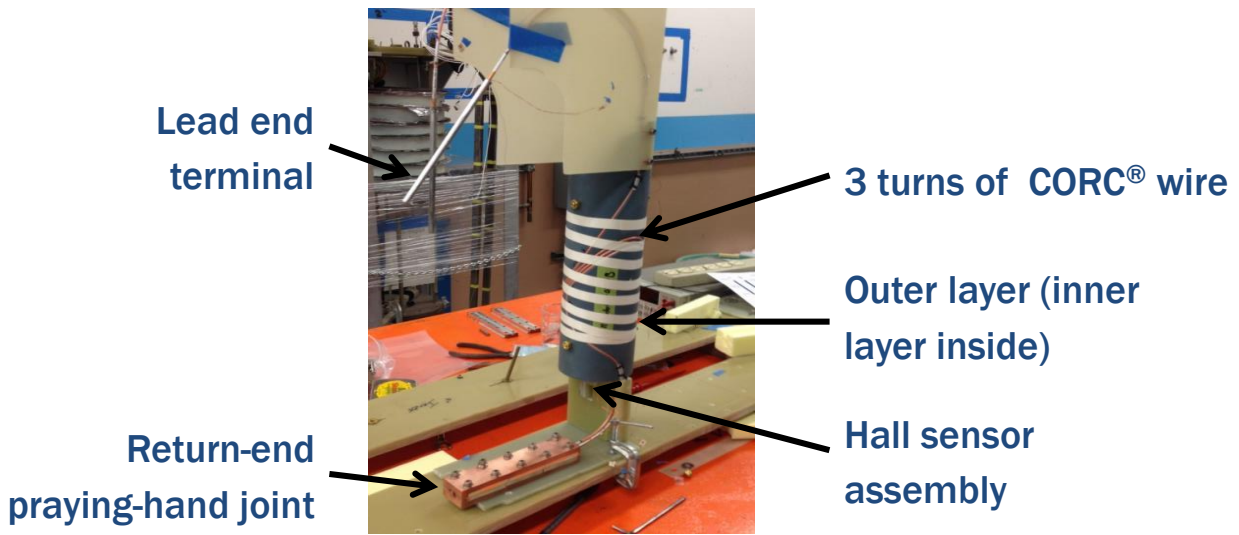 Lead end
terminal
3 turns of CORC® wire
Outer layer (inner
layer inside)
Return-end
praying-hand joint
Hall sensor
assembly